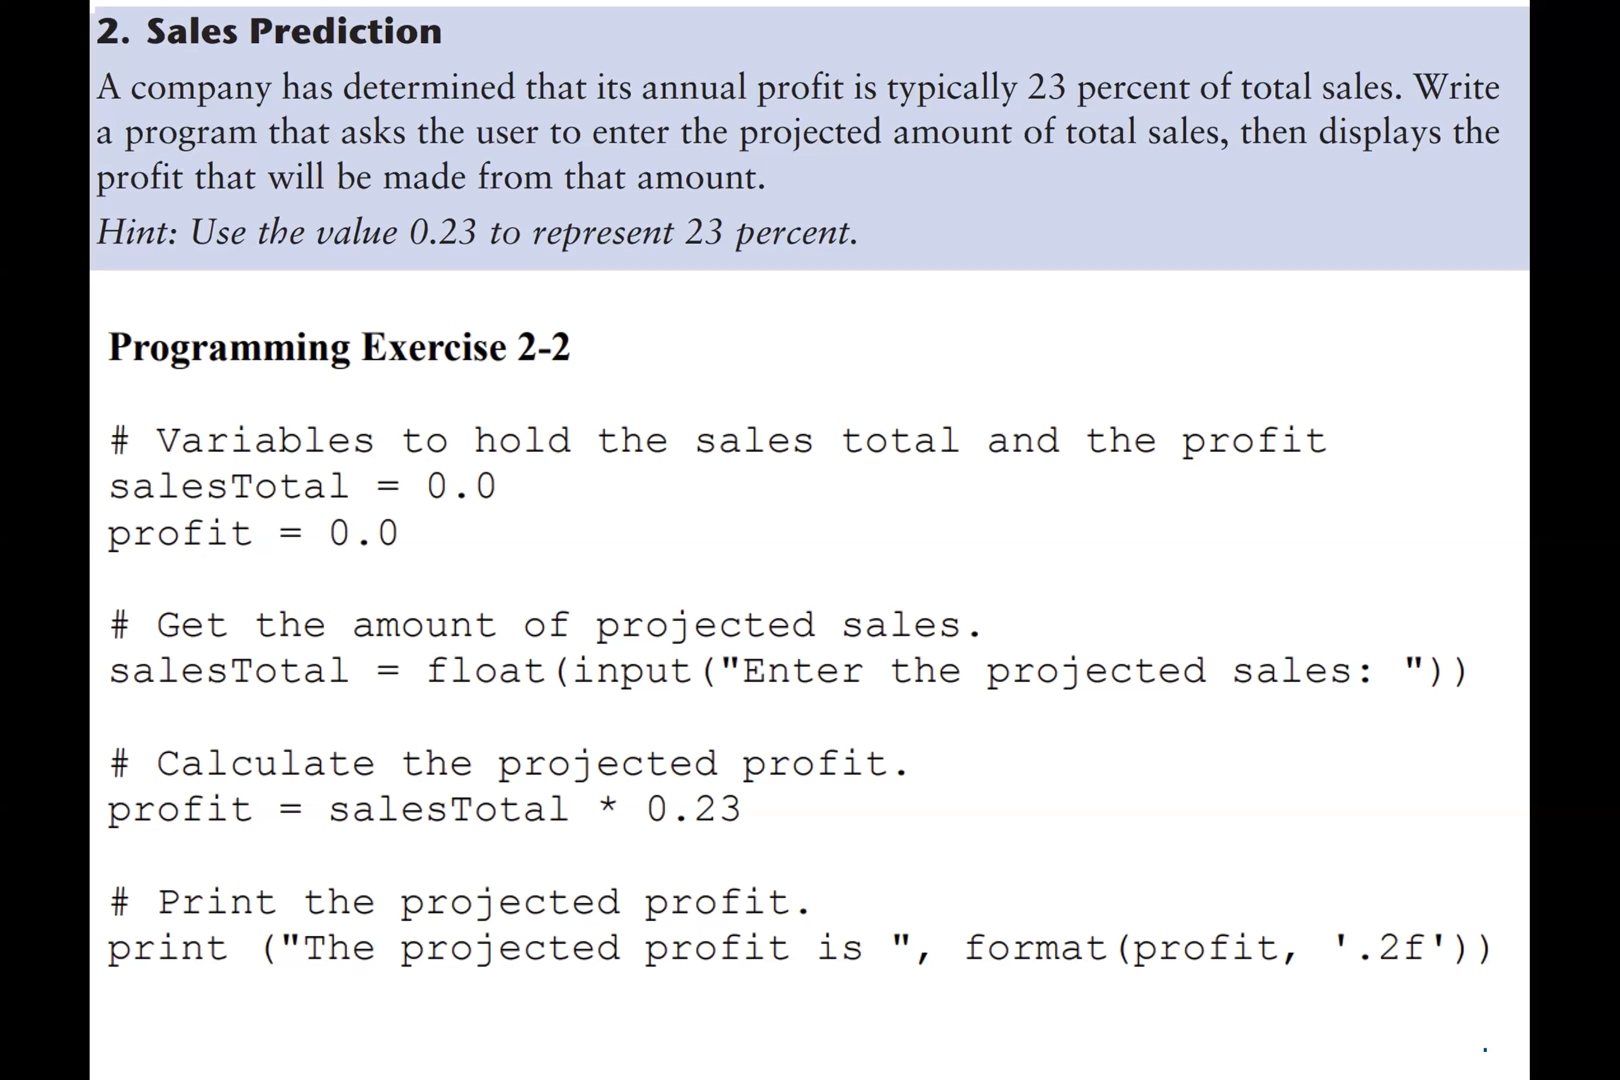 2. Sales Prediction
A company has determined that its annual profit is typically 23 percent of total sales. Write
a program that asks the user to enter the projected amount of total sales, then displays the
profit that will be made from that amount.
Hint: Use the value 0.23 to represent 23 percent.
Programming Exercise 2-2
# Variables to hold the sales total and the profit
salesTotal = 0.0
profit = 0.0
# Get the amount of projected sales.
salesTotal = float(input("Enter the projected sales: "))
# Calculate the projected profit.
profit = salesTotal * 0.23
# Print the projected profit.
print ("The projected profit is ", format(profit, '.2f'))